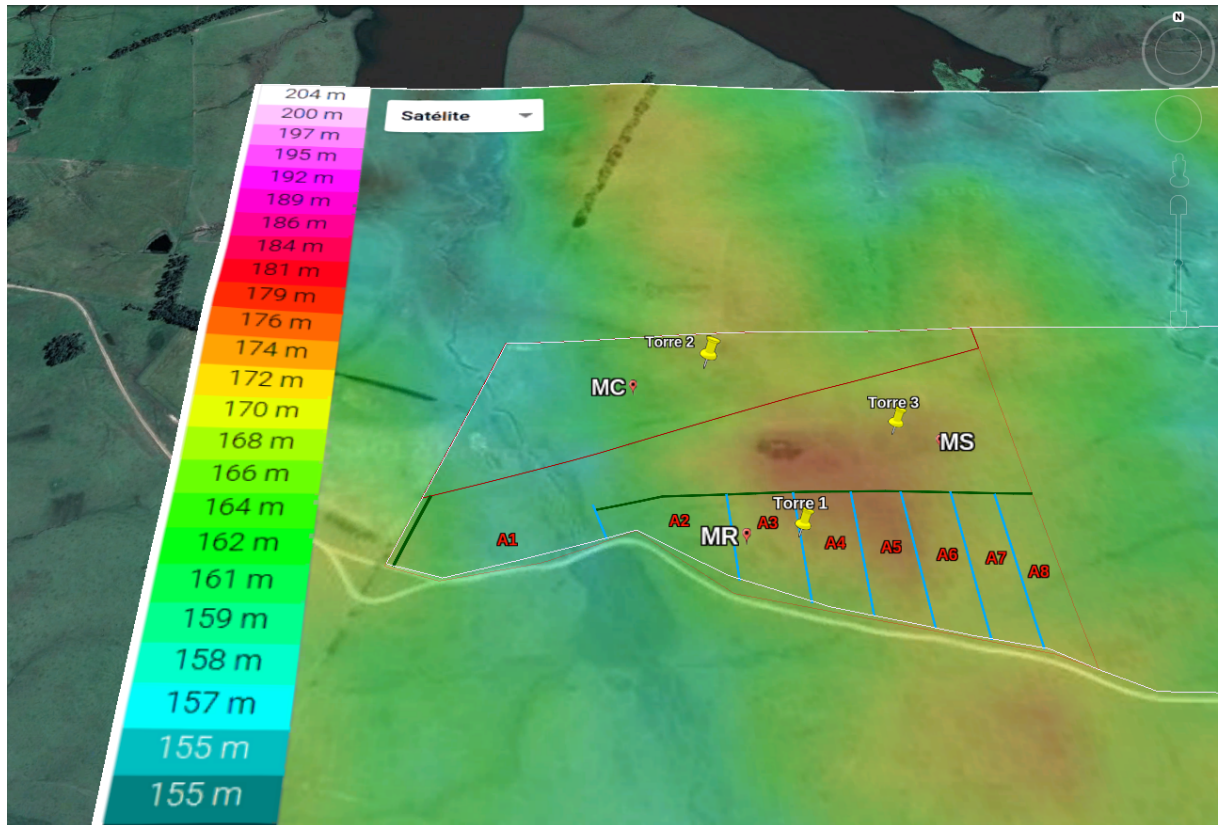 N
204 m
200 m
197 m
195 m
192 m
189 m
186 m
184 m
181 m
179 m
176 m
174 m
172 m
170 m
168 m
166 m
164 m
162 m
161 m
159 m
158 m
157 m
155 m
155 m
Satélite
Torre 2
MC
Torre 3
MS
Torre 1
A1
A2
MR
A3
A4
A5
A6
A7
A8